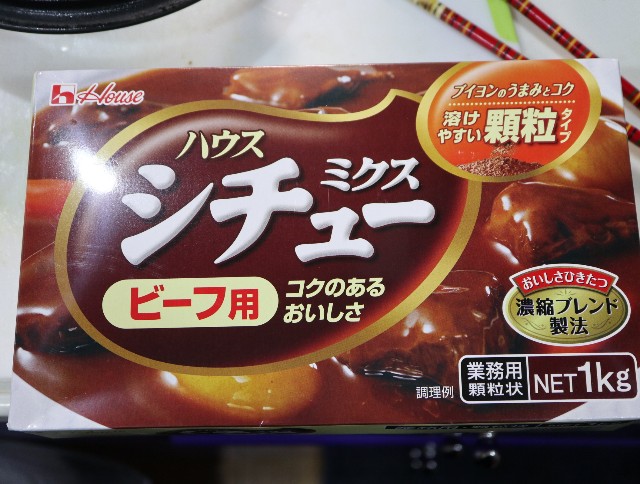 House
ブイヨンのうまみとコク
溶け
やすい
顆粒
タイプ
ハウス
シチューミクス
ビーフ用
コクのある
おいしさ
おいしさひきたつ
濃縮ブレンド
製法
調理例
業務用
顆粒状
NET1kg